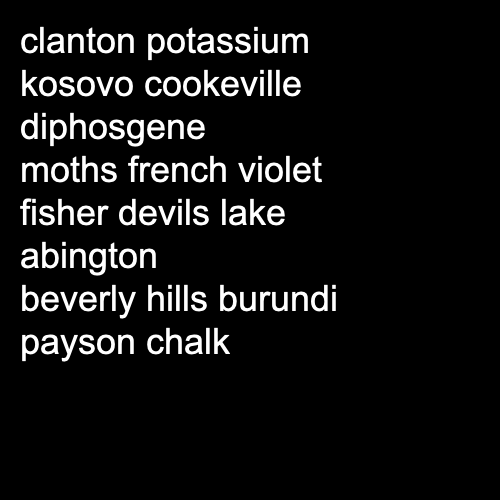 clanton potassium
kosovo cookeville
diphosgene
moths french violet
fisher devils lake
abington
beverly hills burundi
payson chalk